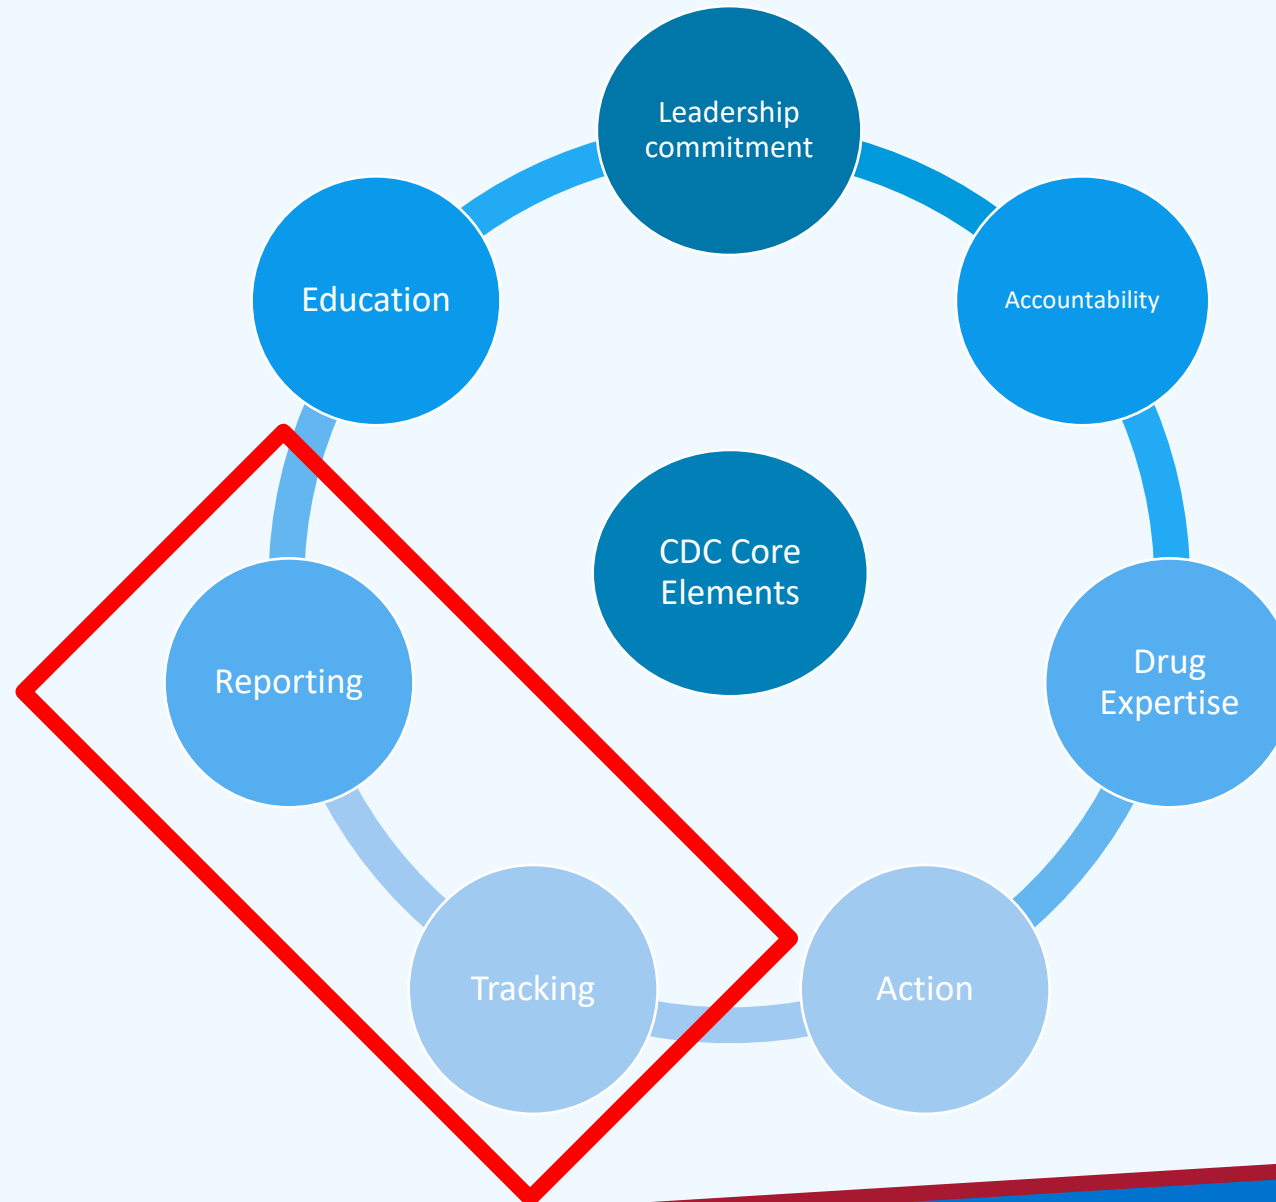 Leadership
commitment
Accountability
Drug
Expertise
Action
Tracking
Reporting
Education
CDC Core
Elements